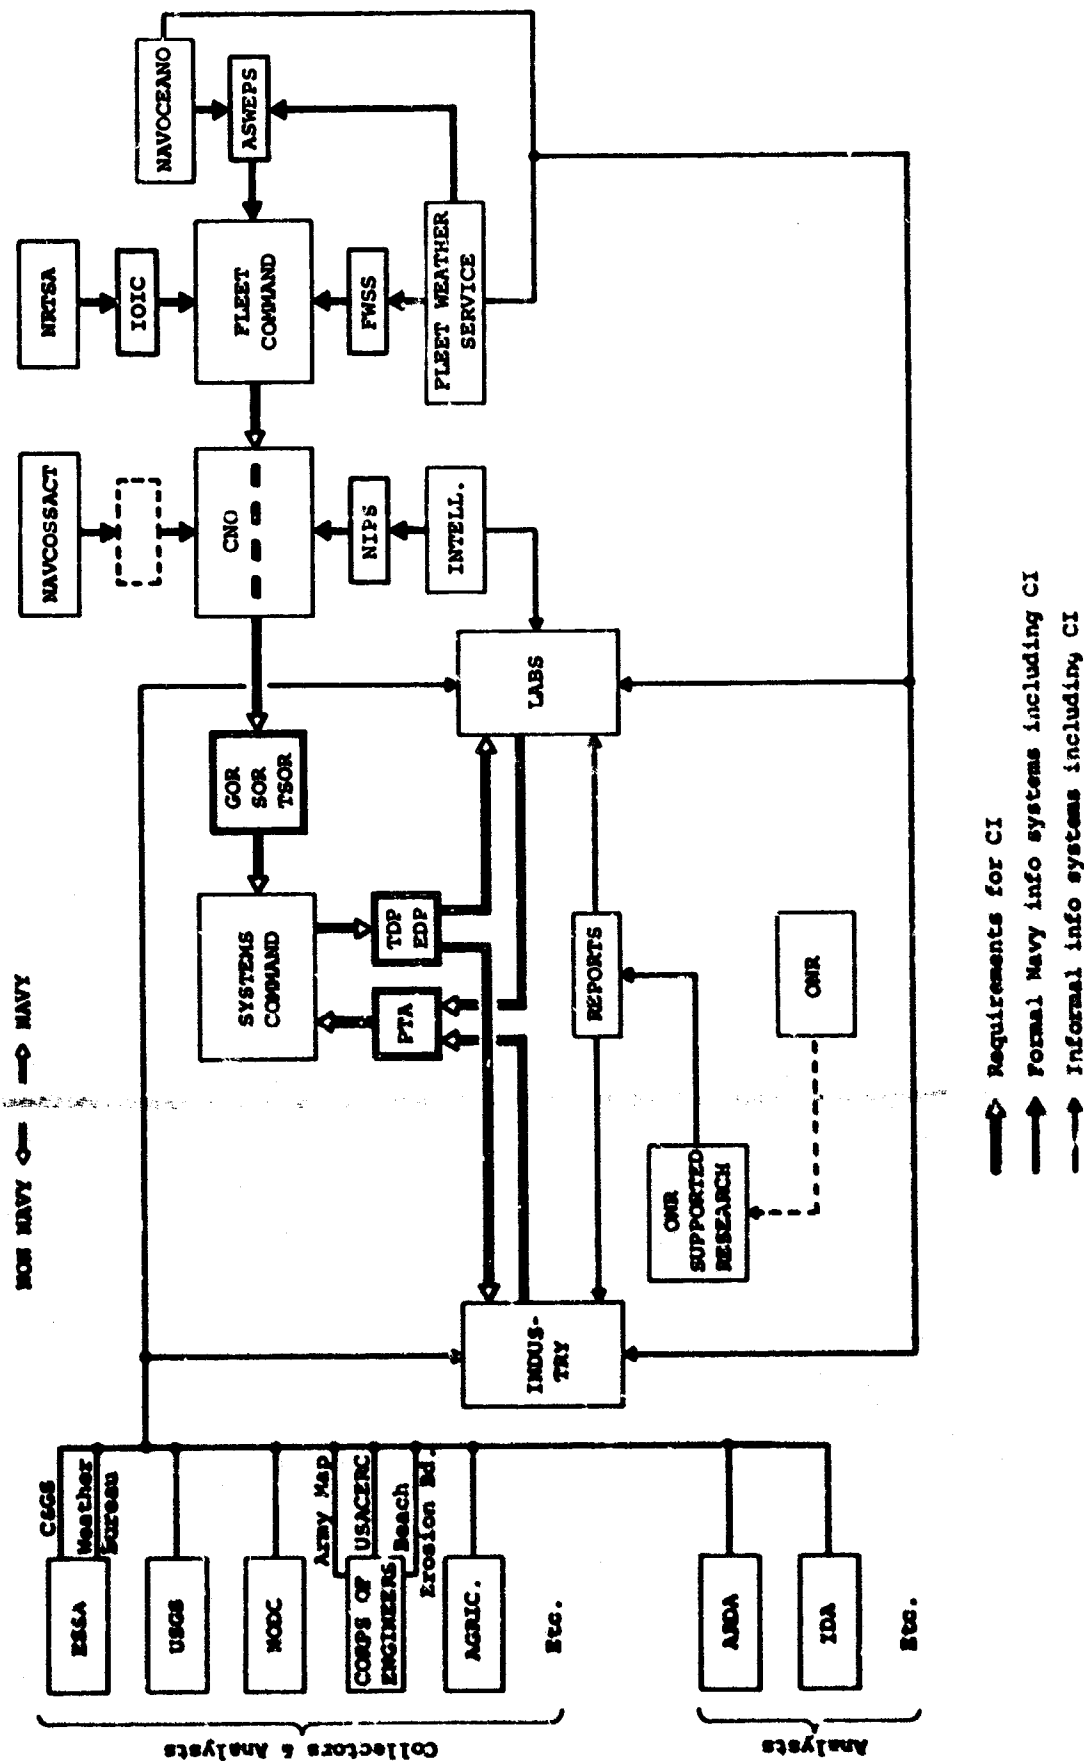 NON NAVY
NAVY
Collectors & Analysts
ESSA
C&GS
Weather
Bureau
USGS
NODC
CORPS OF
ENGINEERS
Army Map
USACERC
Beach
Erosion Bd.
AGRIC.
Etc.
Analysts
ARDA
IDA
Etc.
INDUS-
TRY
SYSTEMS
COMMAND
PTA
TDP
EDP
GOR
SOR
TSOR
REPORTS
ONR
SUPPORTED
RESEARCH
ONR
LABS
NAVCOSSACT
CNO
NIPS
INTELL.
NRTSA
IOIC
FLEET
COMMAND
FWSS
FLEET WEATHER
SERVICE
NAVOCEANO
ASWEPS
Requirements for CI
Formal Navy info systems including CI
Informal info systems including CI